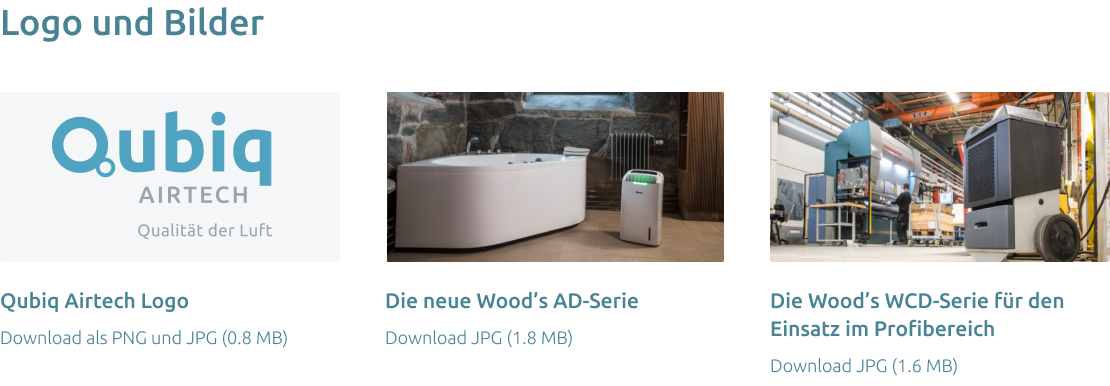 Logo und Bilder
Qubiq
AIRTECH
Qualität der Luft
Qubiq Airtech Logo
Download als PNG und JPG (0.8 MB)
Die neue Wood’s AD-Serie
Download JPG (1.8 MB)
Die Wood’s WCD-Serie für den
Einsatz im Profibereich
Download JPG (1.6 MB)